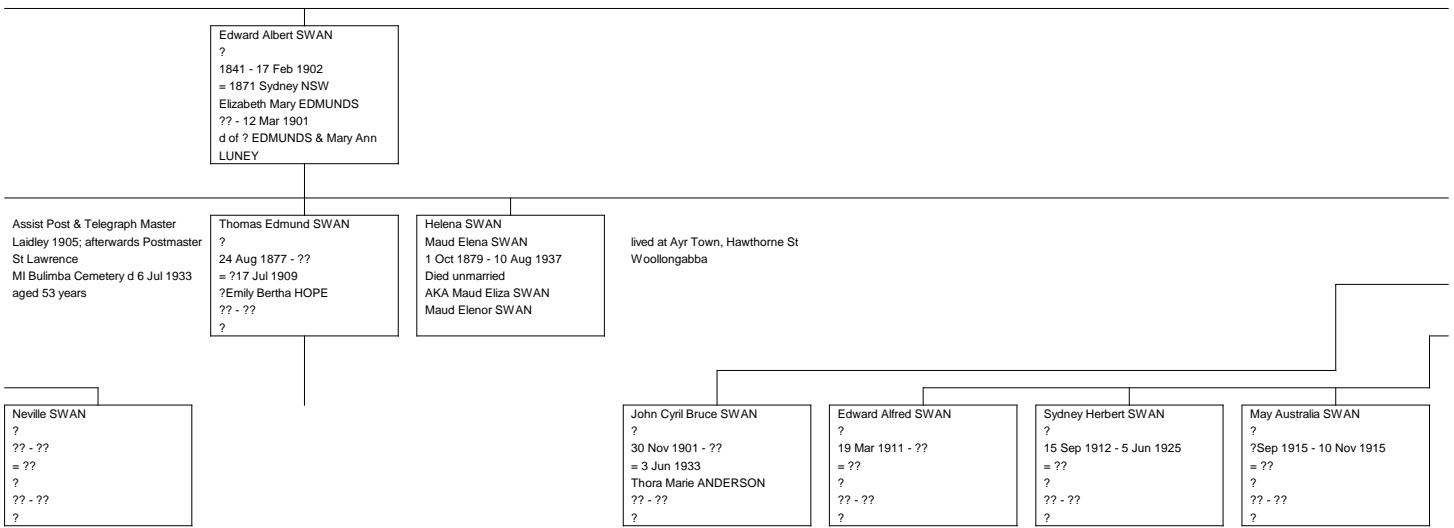 Edward Albert SWAN
?
1841 - 17 Feb 1902
= 1871 Sydney NSW
Elizabeth Mary EDMUNDS
?? - 12 Mar 1901
d of ? EDMUNDS & Mary Ann
LUNEY
Assist Post & Telegraph Master
Laidley 1905; afterwards Postmaster
St Lawrence
MI Bulimba Cemetery d 6 Jul 1933
aged 53 years
Thomas Edmund SWAN
?
24 Aug 1877 - ??
= ?17 Jul 1909
?Emily Bertha HOPE
?? - ??
?
Helena SWAN
Maud Elena SWAN
1 Oct 1879 - 10 Aug 1937
Died unmarried
AKA Maud Eliza SWAN
Maud Elenor SWAN
lived at Ayr Town, Hawthorne St
Woollongabba
Neville SWAN
?
?? - ??
= ??
?
?? - ??
?
John Cyril Bruce SWAN
?
30 Nov 1901 - ??
= 3 Jun 1933
Thora Marie ANDERSON
?? - ??
?
Edward Alfred SWAN
?
19 Mar 1911 - ??
= ??
?
?? - ??
?
Sydney Herbert SWAN
?
15 Sep 1912 - 5 Jun 1925
= ??
?
?? - ??
?
May Australia SWAN
?
?Sep 1915 - 10 Nov 1915
= ??
?
?? - ??
?